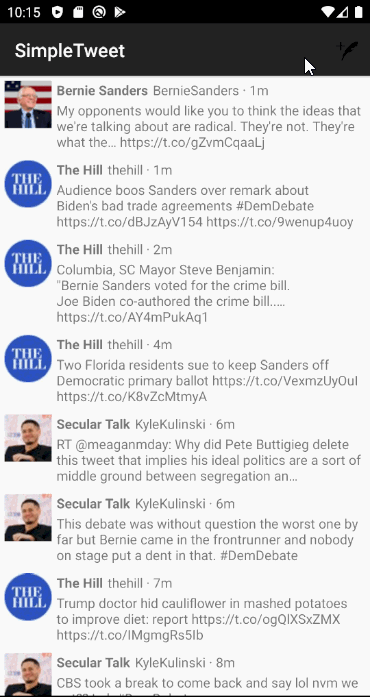 10:15
SimpleTweet
Bernie Sanders BernieSanders · 1m
My opponents would like you to think the ideas that
we're talking about are radical. They're not. They're
what the… https://t.co/gZvmCqaaLj
THE HILL
The Hill thehill · 1m
Audience boos Sanders over remark about
Biden's bad trade agreements #DemDebate
https://t.co/dBJzAyV154 https://t.co/9wenup4uoy
THE HILL
The Hill thehill · 2m
Columbia, SC Mayor Steve Benjamin:
"Bernie Sanders voted for the crime bill.
Joe Biden co-authored the crime bill..…
https://t.co/AY4mPukAq1
THE HILL
The Hill thehill · 4m
Two Florida residents sue to keep Sanders off
Democratic primary ballot https://t.co/VexmzUyOuI
https://t.co/K8vZcMtmyA
Secular Talk KyleKulinski · 6m
RT @meaganmday: Why did Pete Buttigieg delete
this tweet that implies his ideal politics are a sort of
middle ground between segregation an…
Secular Talk KyleKulinski · 6m
This debate was without question the worst one by
far but Bernie came in the frontrunner and nobody
on stage put a dent in that. #DemDebate
THE HILL
The Hill thehill · 7m
Trump doctor hid cauliflower in mashed potatoes
to improve diet: report https://t.co/ogQlXSxZMX
https://t.co/IMgmgRs5Ib
Secular Talk KyleKulinski · 8m
CBS took a break to come back and say lol nvm we